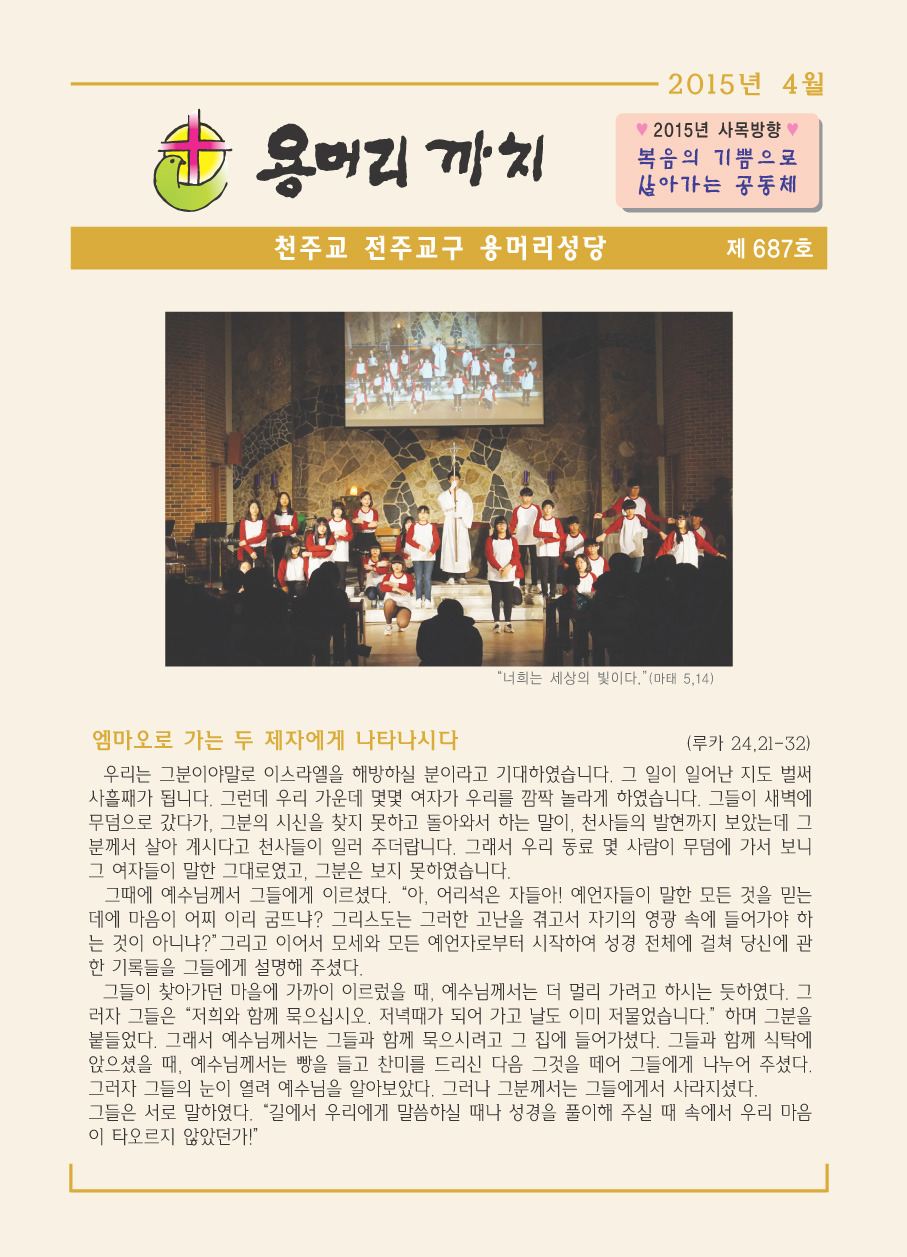 2015년 4월
용머리 까치
♥ 2015년 사목방향 ♥
복음의 기쁨으로
살아가는 공동체
천주교 전주교구 용머리성당
제 687호
“너희는 세상의 빛이다.”(마태 5,14)
엠마오로 가는 두 제자에게 나타나시다
(루카 24,21-32)
우리는 그분이야말로 이스라엘을 해방하실 분이라고 기대하였습니다. 그 일이 일어난 지도 벌써
사흘째가 됩니다. 그런데 우리 가운데 몇몇 여자가 우리를 깜짝 놀라게 하였습니다. 그들이 새벽에
무덤으로 갔다가, 그분의 시신을 찾지 못하고 돌아와서 하는 말이, 천사들의 발현까지 보았는데 그
분께서 살아 계시다고 천사들이 일러 주더랍니다. 그래서 우리 동료 몇 사람이 무덤에 가서 보니
그 여자들이 말한 그대로였고, 그분은 보지 못하였습니다.
그때에 예수님께서 그들에게 이르셨다. “아, 어리석은 자들아! 예언자들이 말한 모든 것을 믿는
데에 마음이 어찌 이리 굼뜨냐? 그리스도는 그러한 고난을 겪고서 자기의 영광 속에 들어가야 하
는 것이 아니냐?”그리고 이어서 모세와 모든 예언자로부터 시작하여 성경 전체에 걸쳐 당신에 관
한 기록들을 그들에게 설명해 주셨다.
그들이 찾아가던 마을에 가까이 이르렀을 때, 예수님께서는 더 멀리 가려고 하시는 듯하였다. 그
러자 그들은 “저희와 함께 묵으십시오. 저녁때가 되어 가고 날도 이미 저물었습니다.” 하며 그분을
붙들었다. 그래서 예수님께서는 그들과 함께 묵으시려고 그 집에 들어가셨다. 그들과 함께 식탁에
앉으셨을 때, 예수님께서는 빵을 들고 찬미를 드리신 다음 그것을 떼어 그들에게 나누어 주셨다.
그러자 그들의 눈이 열려 예수님을 알아보았다. 그러나 그분께서는 그들에게서 사라지셨다.
그들은 서로 말하였다. “길에서 우리에게 말씀하실 때나 성경을 풀이해 주실 때 속에서 우리 마음
이 타오르지 않았던가!”